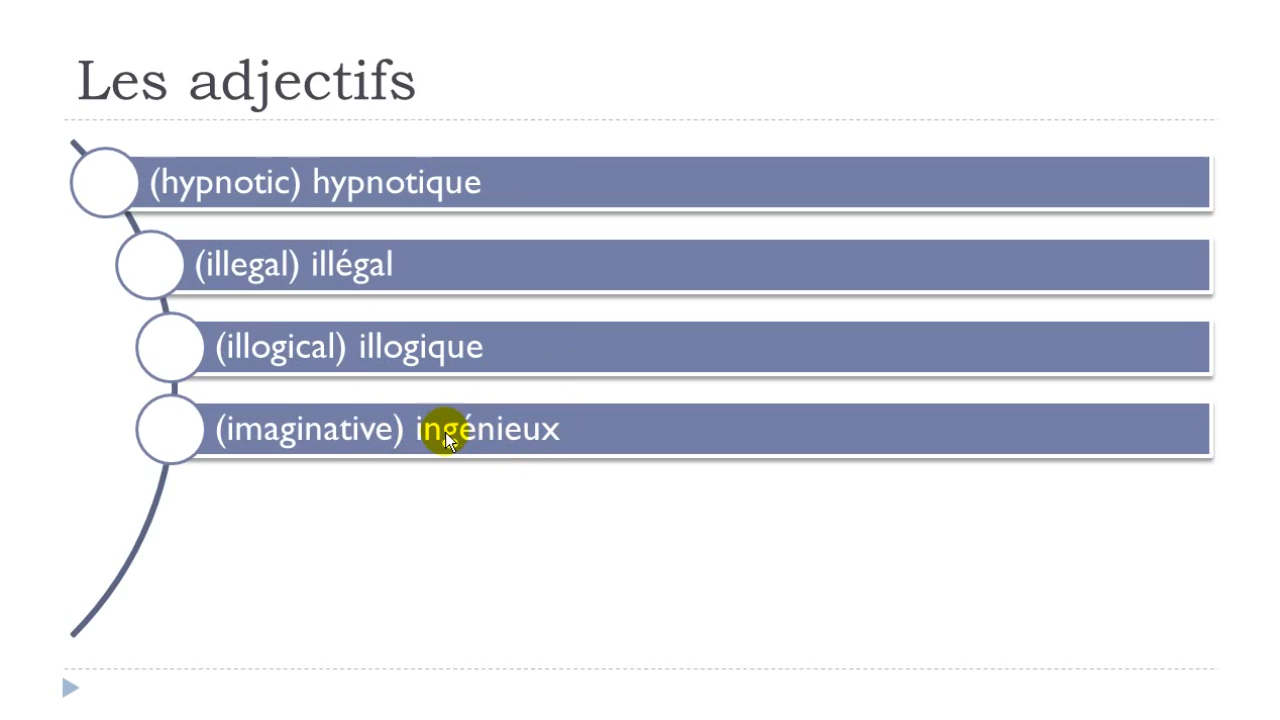 Les adjectifs
(hypnotic) hypnotique
(illegal) illégal
(illogical) illogique
(imaginative) ingénieux